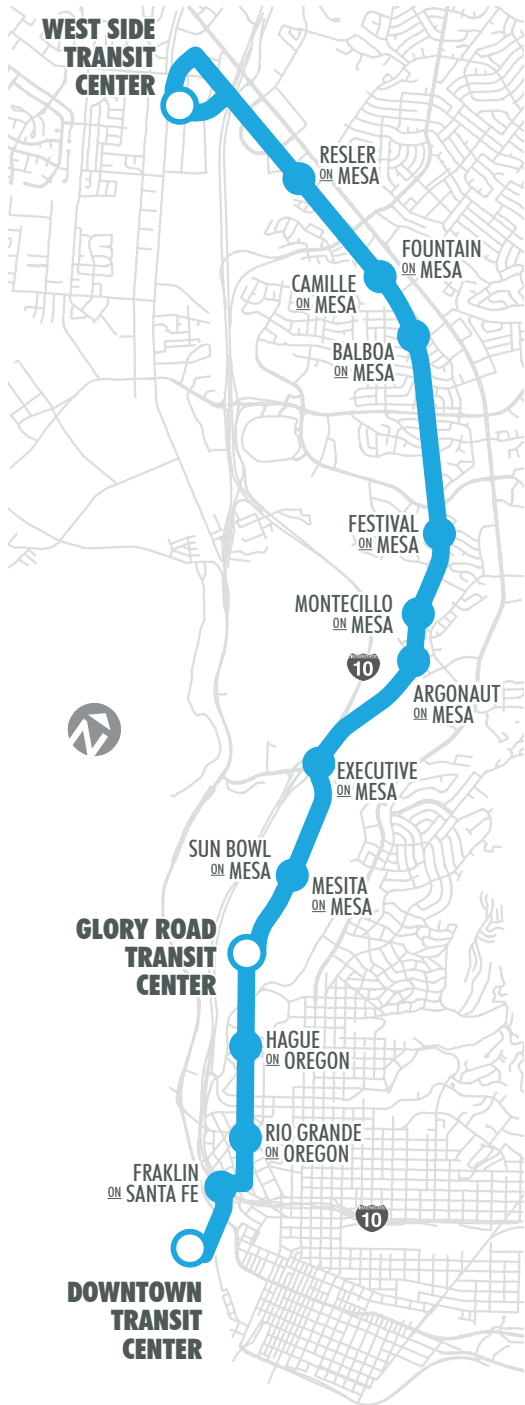 WEST SIDE
TRANSIT
CENTER
RESLER
ON MESA
FOUNTAIN
ON MESA
CAMILLE
ON MESA
BALBOA
ON MESA
FESTIVAL
ON MESA
MONTECILLO
ON MESA
10
ARGONAUT
ON MESA
N
EXECUTIVE
ON MESA
SUN BOWL
ON MESA
MESITA
ON MESA
GLORY ROAD
TRANSIT
CENTER
HAGUE
ON OREGON
RIO GRANDE
ON OREGON
FRAKLIN
ON SANTA FE
10
DOWNTOWN
TRANSIT
CENTER